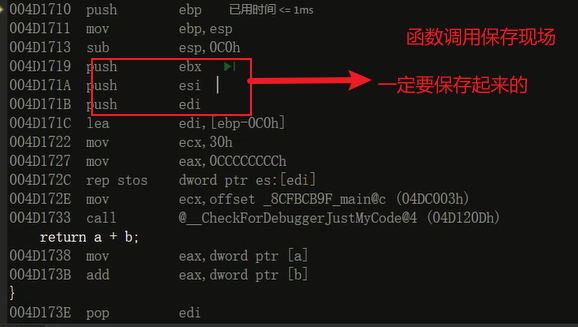 004D1710 push ebp 已用时间 <= 1ms
004D1711 mov ebp,esp
004D1713 sub esp,0C0h
004D1719 push ebx
004D171A push esi
004D171B push edi
004D171C lea edi,[ebp-0C0h]
004D1722 mov ecx,30h
004D1727 mov eax,0CCCCCCCCh
004D172C rep stos dword ptr es:[edi]
004D172E mov ecx,offset _8CFBCB9F_main@c (04DC003h)
004D1733 call @__CheckForDebuggerJustMyCode@4 (04D120Dh)
return a + b;
004D1738 mov eax,dword ptr [a]
004D173B add eax,dword ptr [b]
}
004D173E pop edi
函数调用保存现场
一定要保存起来的